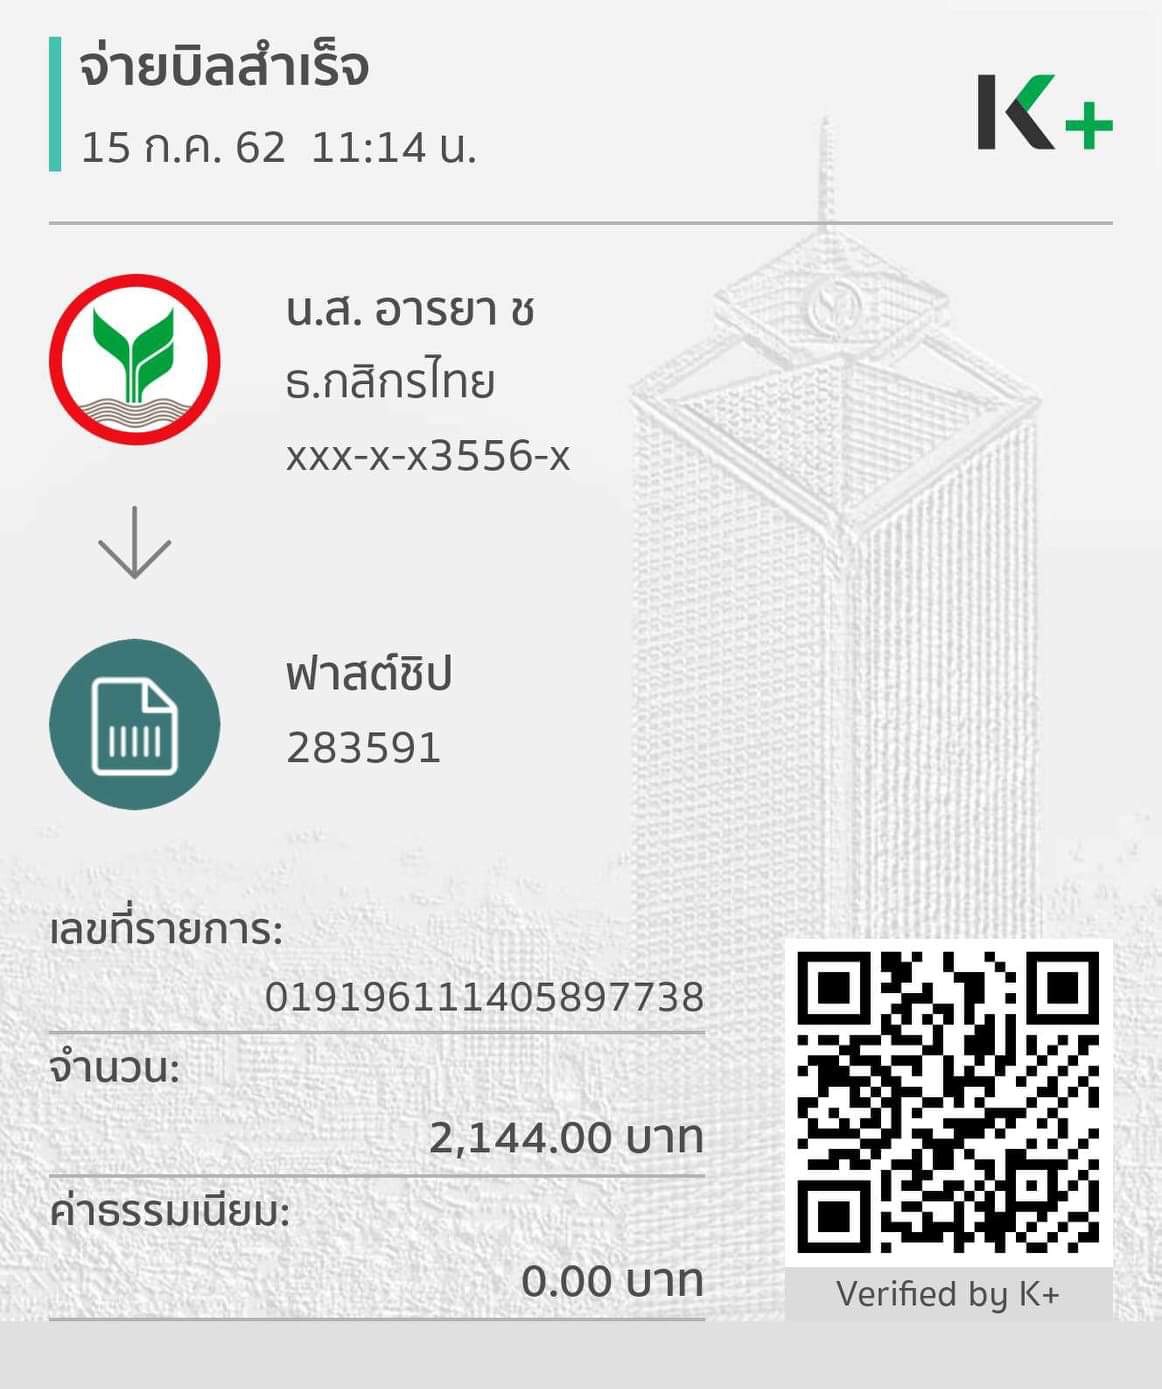 จ่ายบิลสำเร็จ
15 ก.ค. 62 11:14 น.
K+
น.ส. อารยา ช
ธ.กสิกรไทย
xxx-x-x3556-x
ฟาสต์ชิป
283591
เลขที่รายการ:
019196111405897738
จำนวน:
2,144.00 บาท
ค่าธรรมเนียม:
0.00 บาท
Verified by K+